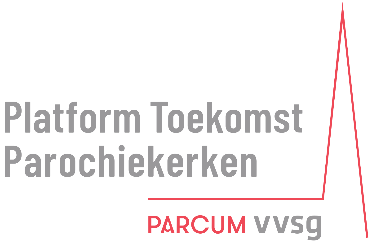 Platform Toekomst
Parochiekerken
PARCUM vvsg